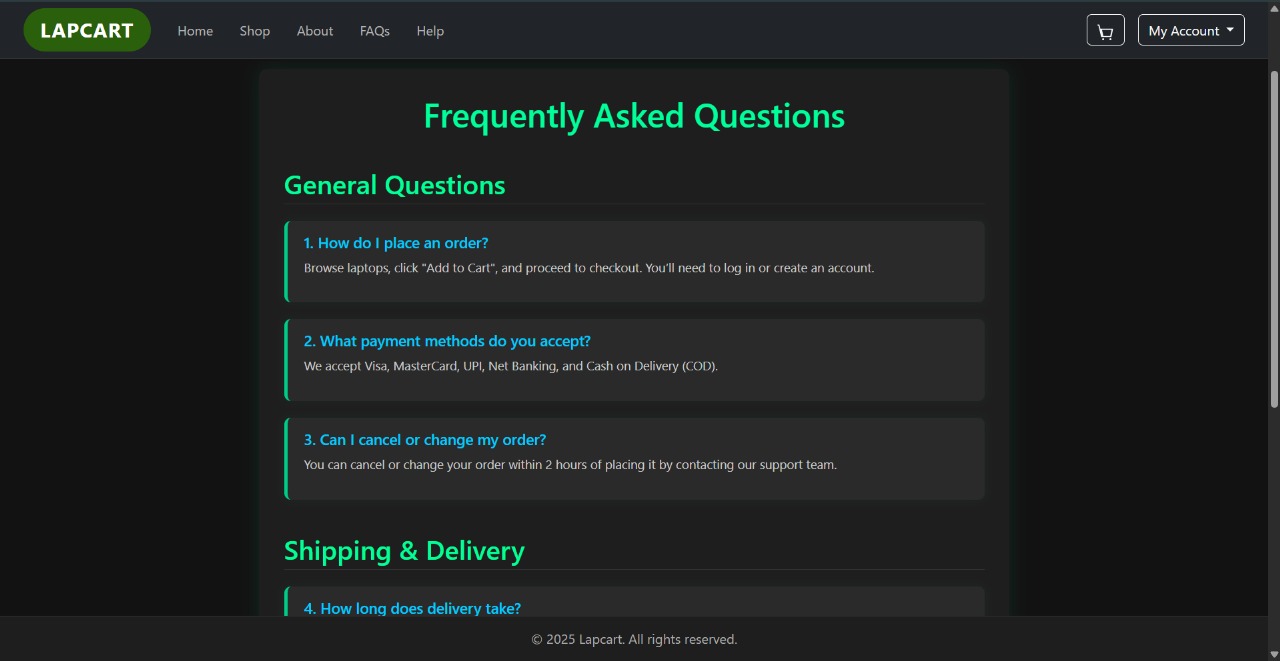 LAPCART
Home
Shop
About
FAQs
Help
My Account
Frequently Asked Questions
General Questions
1. How do I place an order?
Browse laptops, click "Add to Cart", and proceed to checkout. You'll need to log in or create an account.
2. What payment methods do you accept?
We accept Visa, MasterCard, UPI, Net Banking, and Cash on Delivery (COD).
3. Can I cancel or change my order?
You can cancel or change your order within 2 hours of placing it by contacting our support team.
Shipping & Delivery
4. How long does delivery take?
© 2025 Lapcart. All rights reserved.